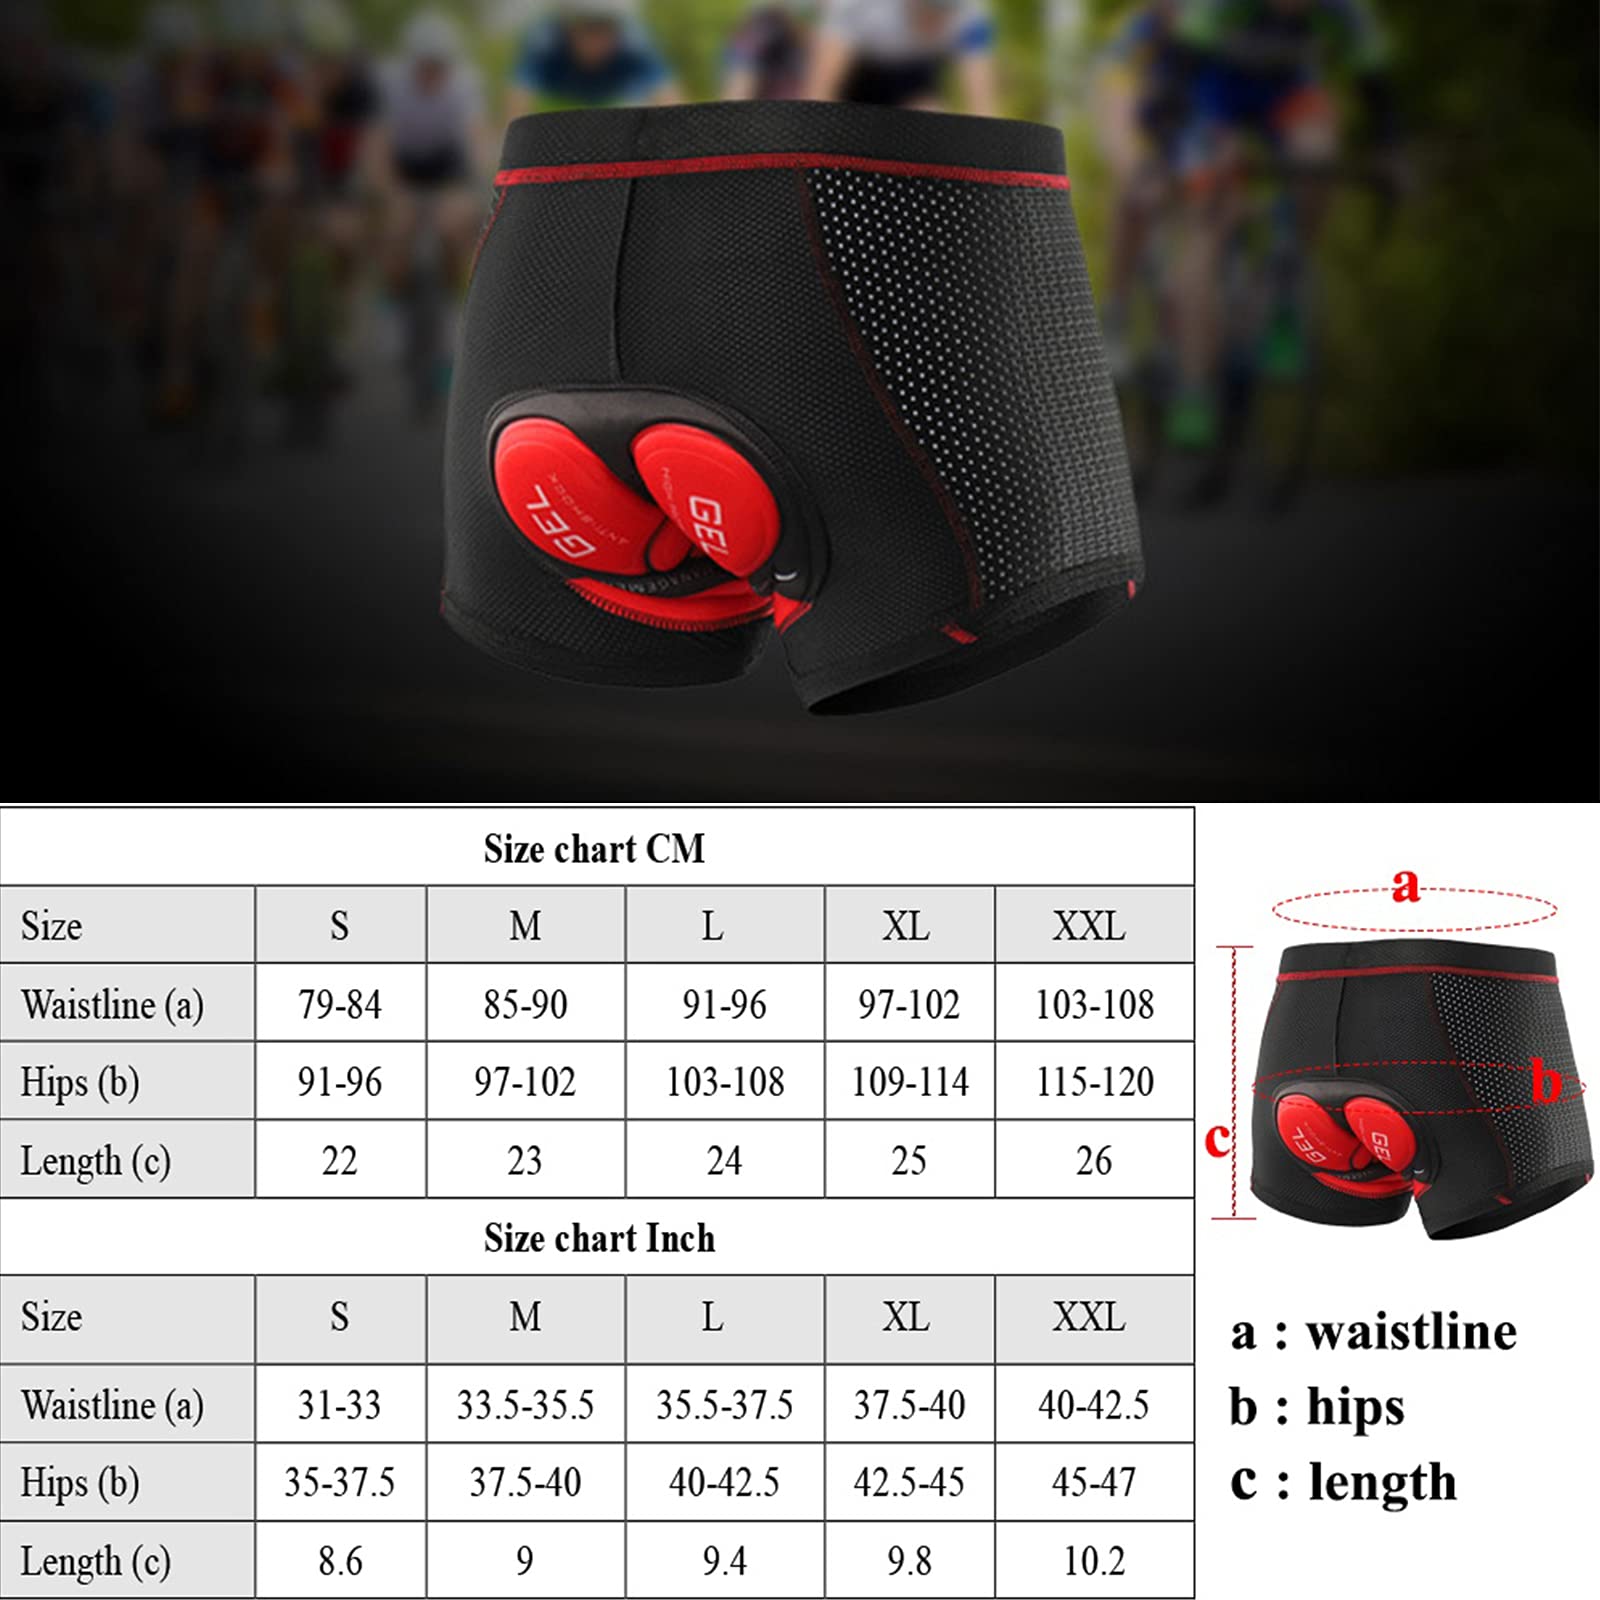 GEL
ANTI-SHOCK
GEL
Size chart CM
Size S M L XL XXL
Waistline (a) 79-84 85-90 91-96 97-102 103-108
Hips (b) 91-96 97-102 103-108 109-114 115-120
Length (c) 22 23 24 25 26
Size chart Inch
Size S M L XL XXL
Waistline (a) 31-33 33.5-35.5 35.5-37.5 37.5-40 40-42.5
Hips (b) 35-37.5 37.5-40 40-42.5 42.5-45 45-47
Length (c) 8.6 9 9.4 9.8 10.2
a
b
c
GEL
GEL
a : waistline
b : hips
c : length